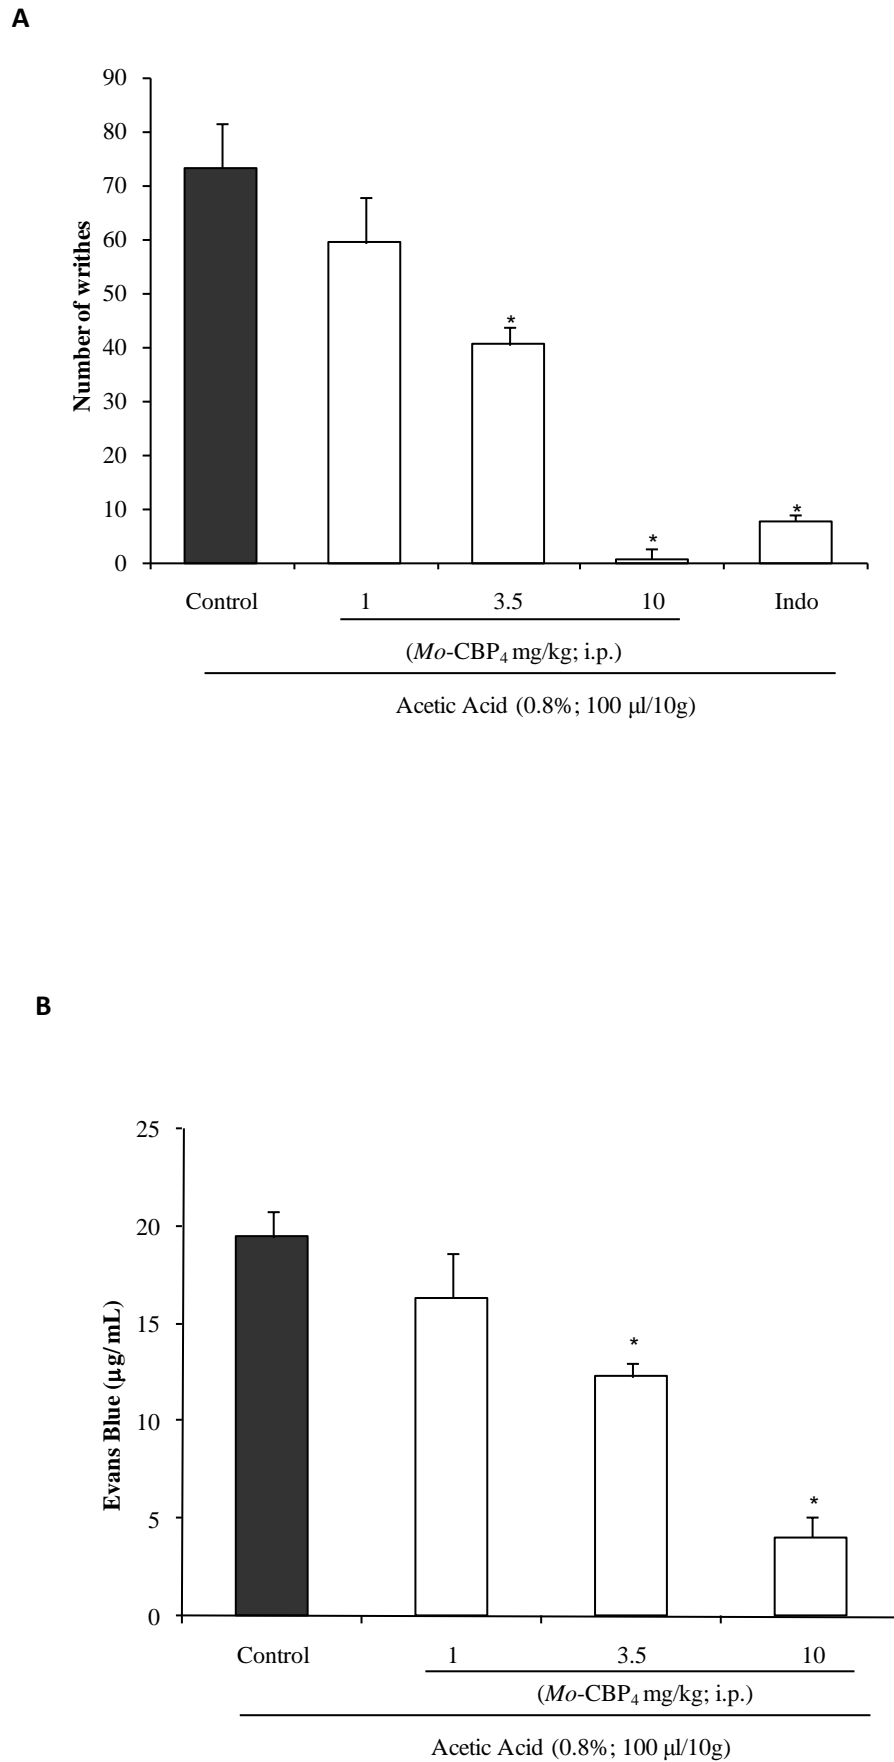 A
90
80
70
60
50
40
30
20
10
0
Number of writhes
*
*
*
Control 1 3.5 10 Indo
(Mo-CBP₄ mg/kg; i.p.)
Acetic Acid (0.8%; 100 μl/10g)
B
25
20
15
10
5
0
Evans Blue (μg/mL)
*
*
Control 1 3.5 10
(Mo-CBP₄ mg/kg; i.p.)
Acetic Acid (0.8%; 100 μl/10g)